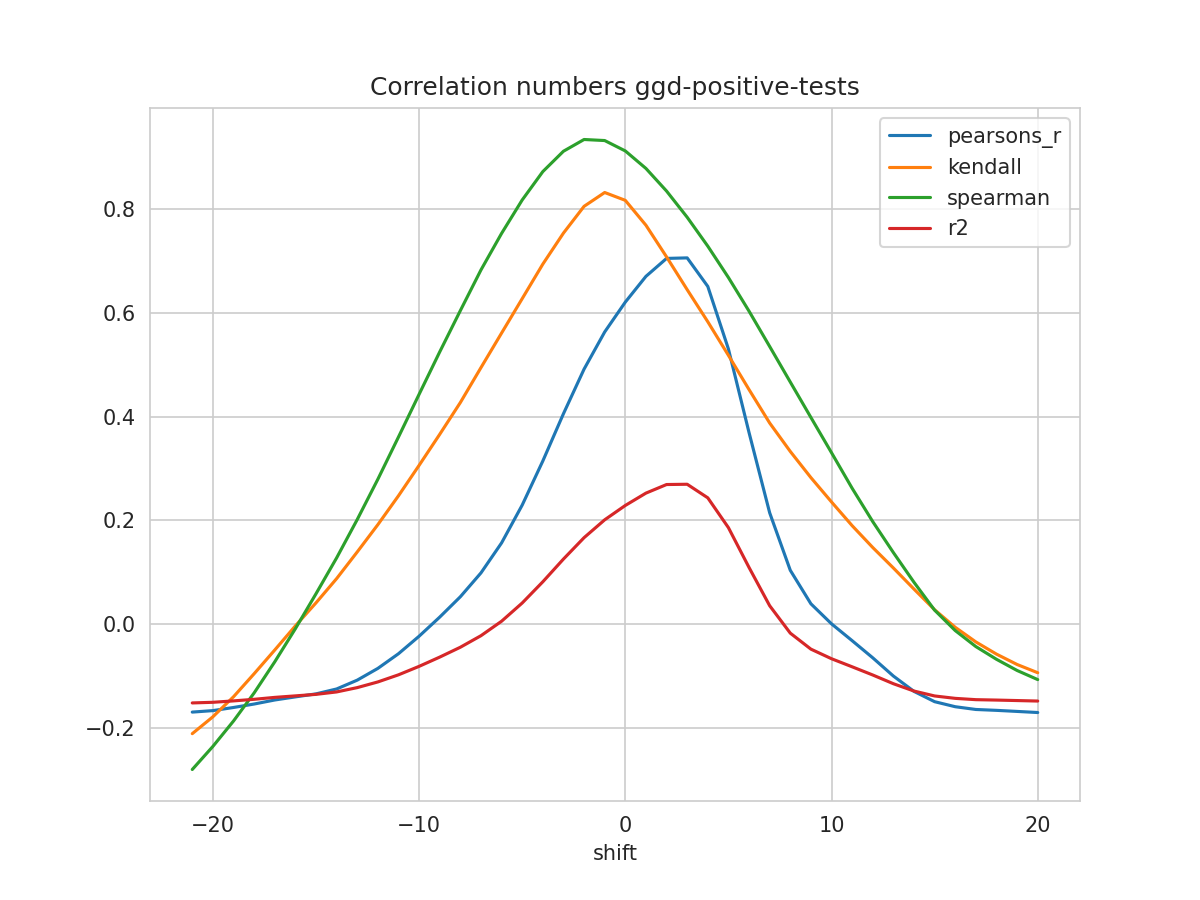 Correlation numbers ggd-positive-tests
pearsons_r
kendall
spearman
r2
0.8
0.6
0.4
0.2
0.0
−0.2
−20
−10
0
10
20
shift